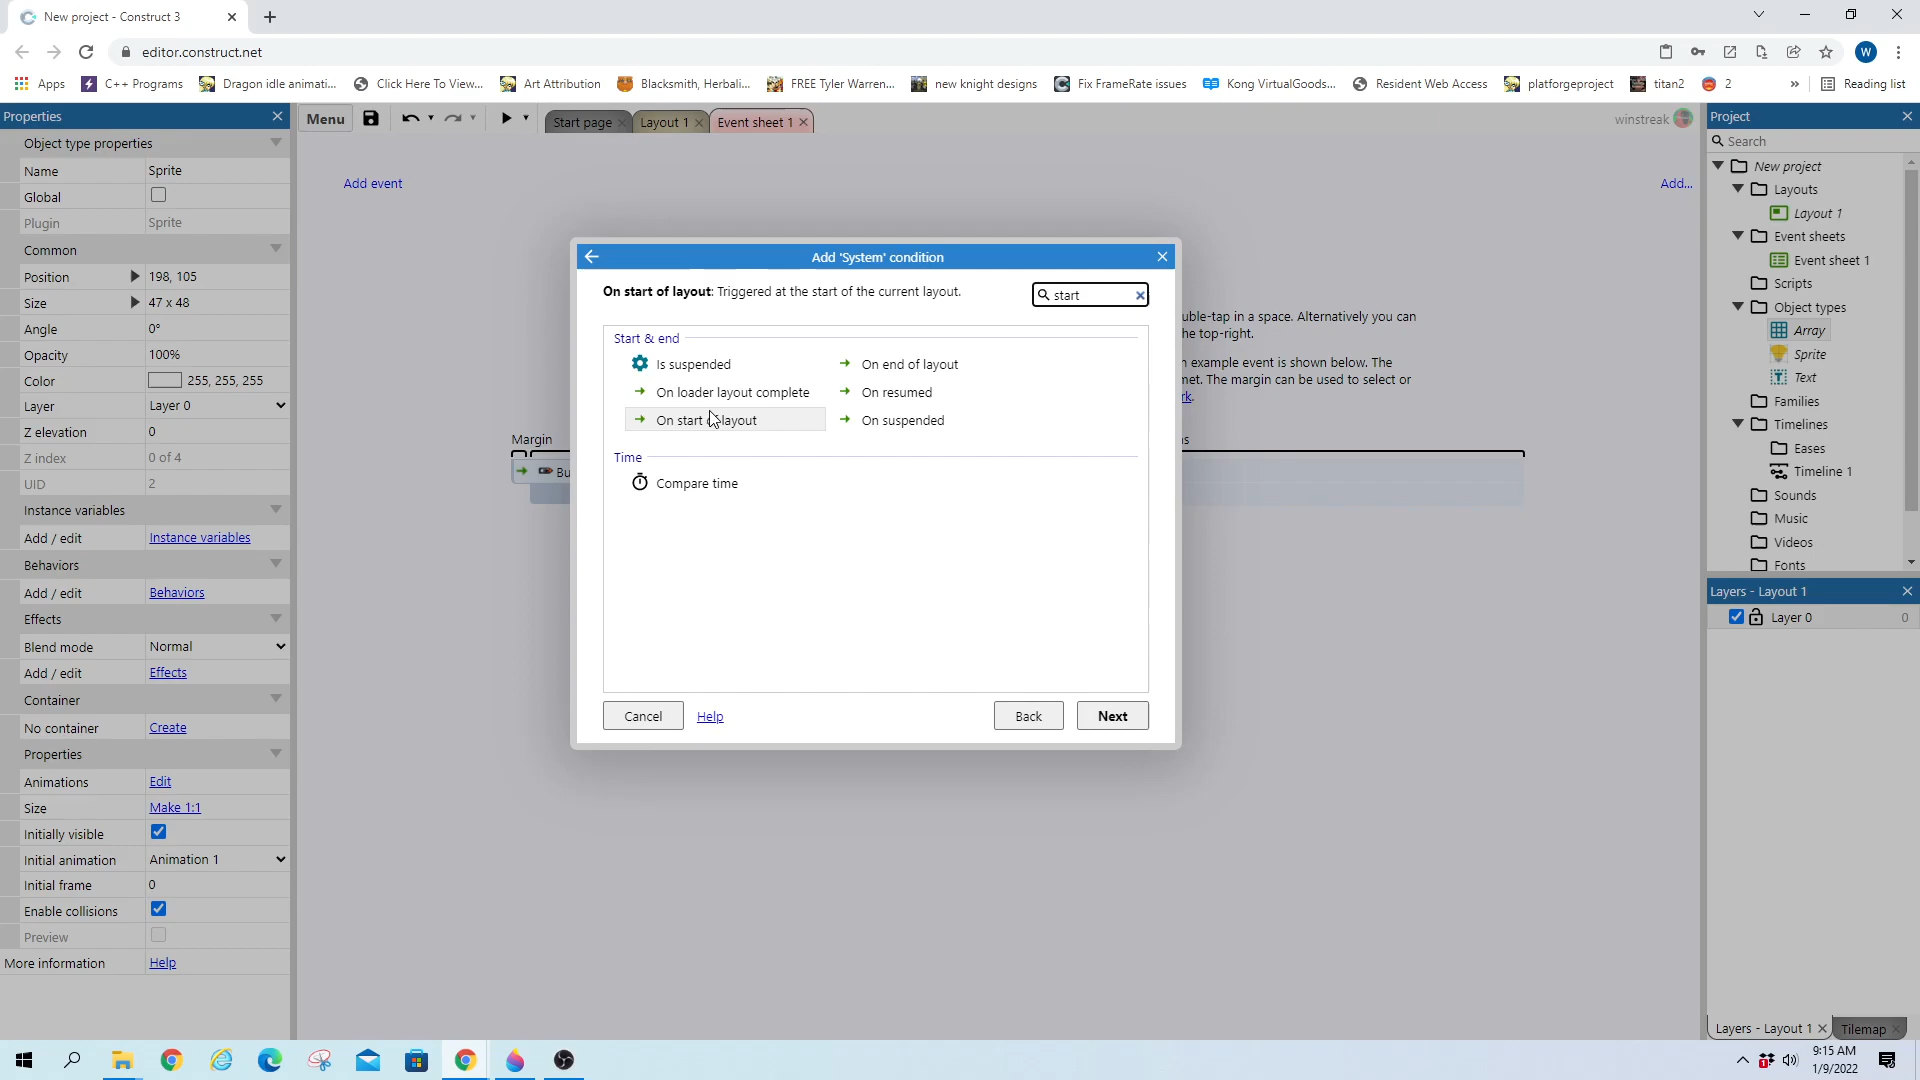 New project - Construct 3
editor.construct.net
W
Apps
C++ Programs
Dragon idle animati...
Click Here To View...
Art Attribution
Blacksmith, Herbali...
FREE Tyler Warren...
new knight designs
Fix FrameRate issues
Kong VirtualGoods...
Resident Web Access
platforgeproject
titan2
2
»
Reading list
Properties
Menu
Start page
Layout 1
Event sheet 1
winstreak
Project
Object type properties
Name Sprite
Global
Plugin Sprite
Common
Position 198, 105
Size 47 x 48
Angle 0°
Opacity 100%
Color 255, 255, 255
Layer Layer 0
Z elevation 0
Z index 0 of 4
UID 2
Instance variables
Add / edit Instance variables
Behaviors
Add / edit Behaviors
Effects
Blend mode Normal
Add / edit Effects
Container
No container Create
Properties
Animations Edit
Size Make 1:1
Initially visible
Initial animation Animation 1
Initial frame 0
Enable collisions
Preview
More information Help
Add event
Add...
uble-tap in a space. Alternatively you can
he top-right.
n example event is shown below. The
met. The margin can be used to select or
rk.
Margin
ns
Bu
Add 'System' condition
On start of layout: Triggered at the start of the current layout.
start
Start & end
Is suspended
On end of layout
On loader layout complete
On resumed
On start layout
On suspended
Time
Compare time
Cancel
Help
Back
Next
Search
New project
Layouts
Layout 1
Event sheets
Event sheet 1
Scripts
Object types
Array
Sprite
Text
Families
Timelines
Eases
Timeline 1
Sounds
Music
Videos
Fonts
Layers - Layout 1
Layer 0 0
Layers - Layout 1
Tilemap
9:15 AM
1/9/2022